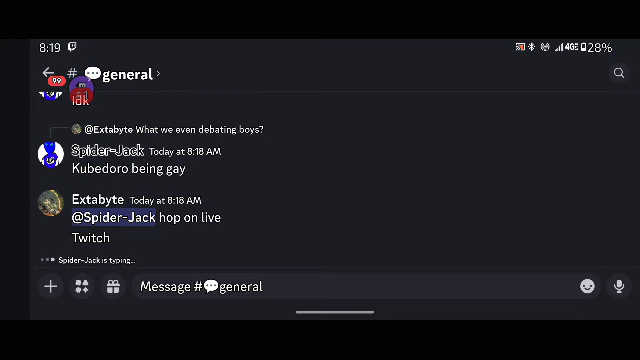 8:19
4GE 28%
# 💬general
99
idk
@Extabyte What we even debating boys?
Spider-Jack Today at 8:18 AM
Kubedoro being gay
Extabyte Today at 8:18 AM
@Spider-Jack hop on live
Twitch
Spider-Jack is typing...
Message #💬general